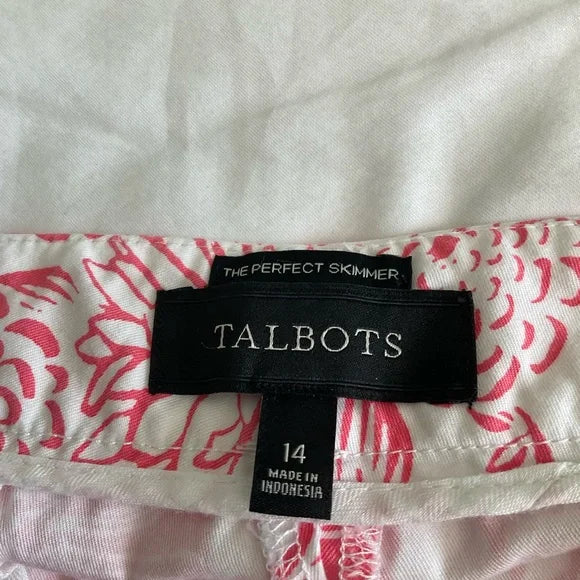 THE PERFECT SKIMMER
TALBOTS
14
MADE IN
INDONESIA